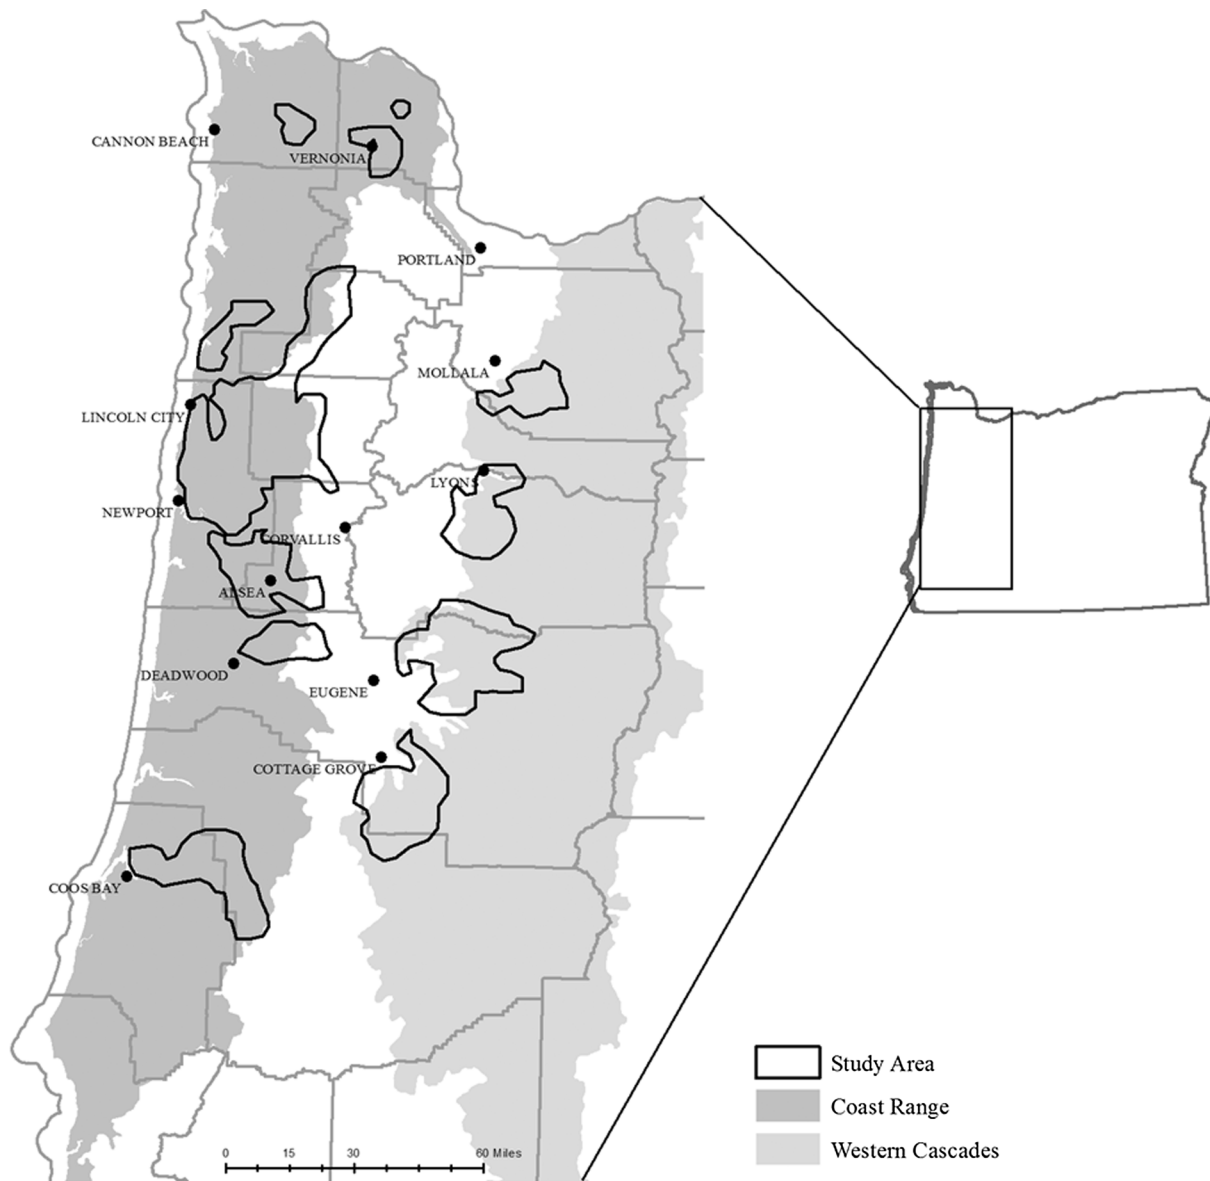 CANNON BEACH
VERNONIA
PORTLAND
MOLLALA
LINCOLN CITY
LYONS
NEWPORT
CORVALLIS
ALSEA
DEADWOOD
EUGENE
COTTAGE GROVE
COOS BAY
Study Area
Coast Range
Western Cascades
0 15 30 60 Miles